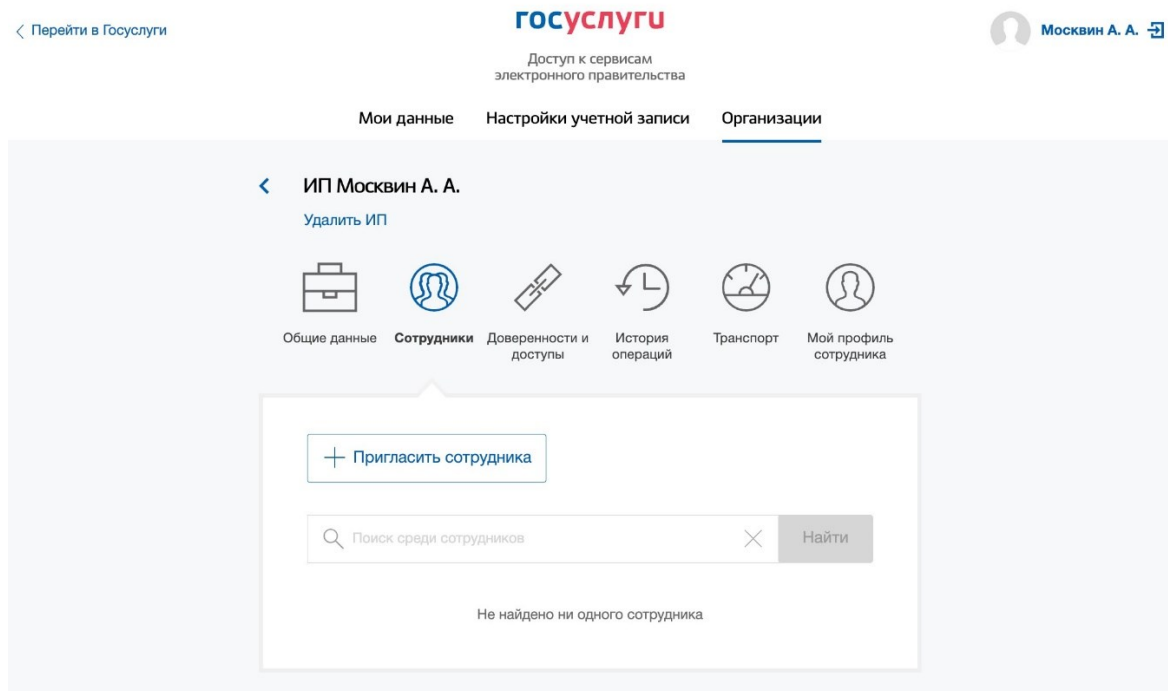 Перейти в Госуслуги
госуслуги
Москвин А. А.
Доступ к сервисам
электронного правительства
Мои данные Настройки учетной записи Организации
ИП Москвин А. А.
Удалить ИП
Общие данные Сотрудники Доверенности и доступы История операций Транспорт Мой профиль сотрудника
Пригласить сотрудника
Поиск среди сотрудников Найти
Не найдено ни одного сотрудника